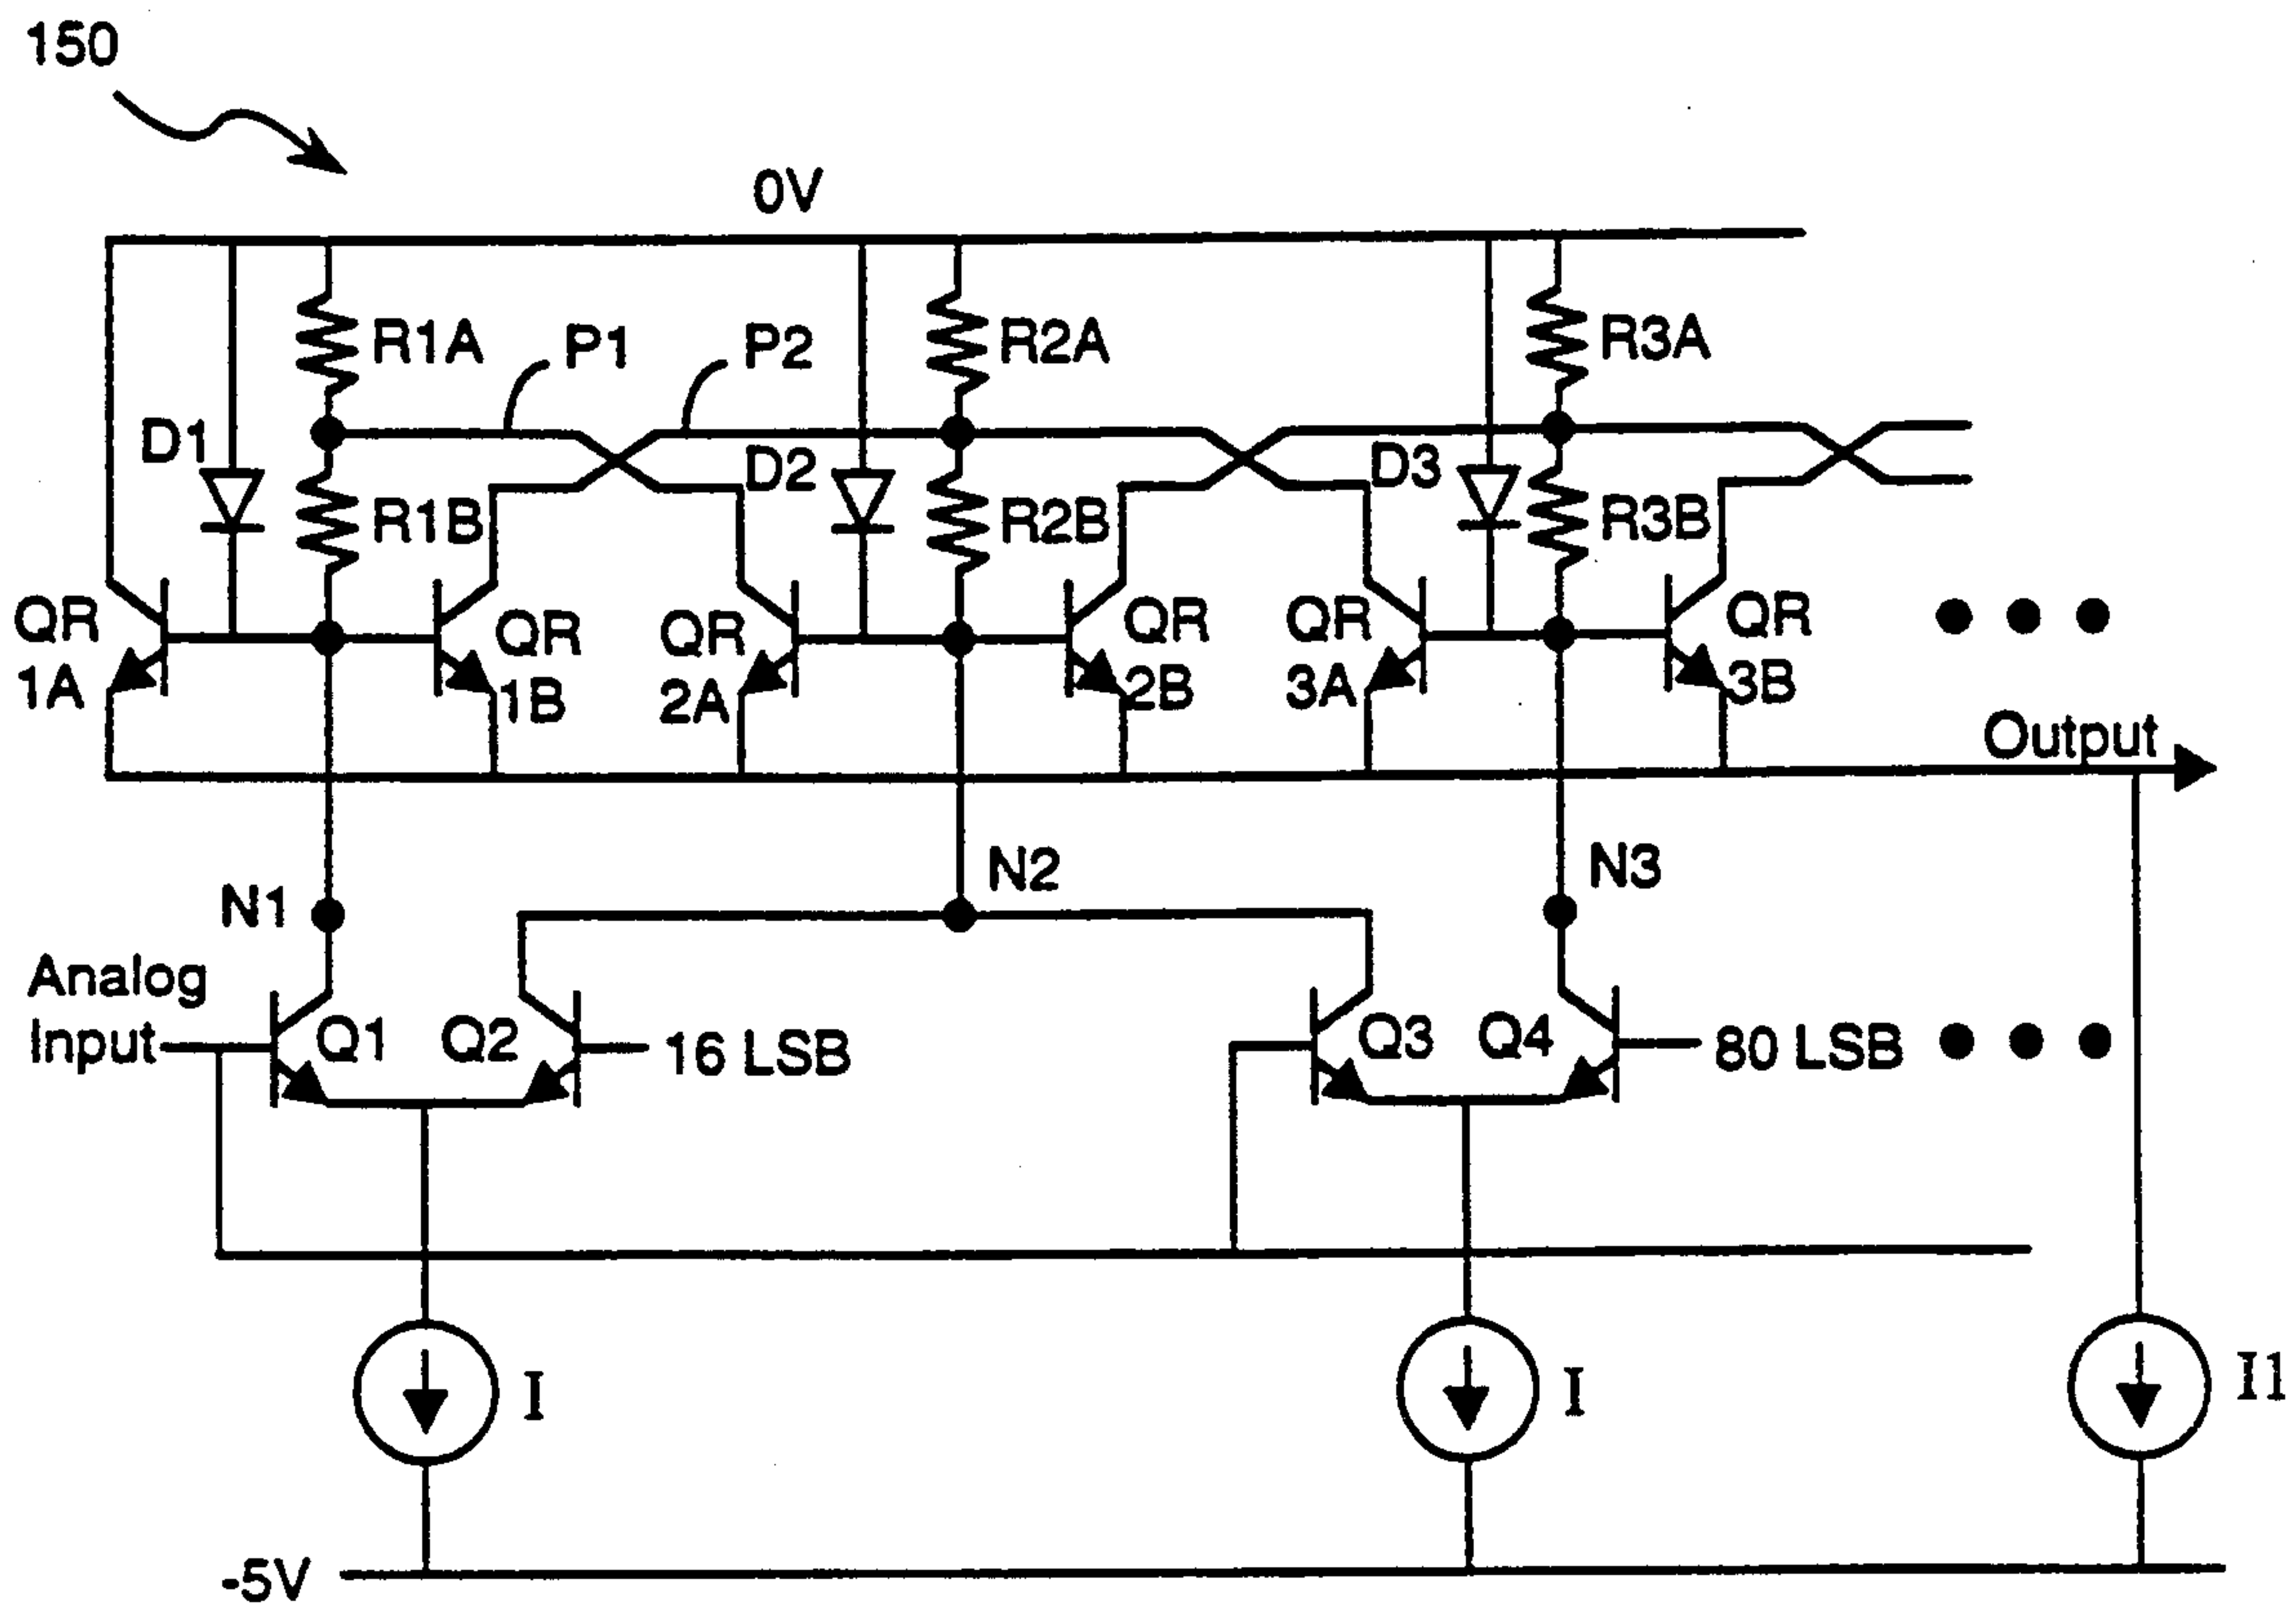 150
0V
R1A
P1
P2
R2A
R3A
D1
D2
D3
R1B
R2B
R3B
QR
1A
QR
1B
QR
2A
QR
2B
QR
3A
QR
3B
Output
N1
N2
N3
Analog
Input
Q1
Q2
16 LSB
Q3
Q4
80 LSB
I
I
I1
-5V